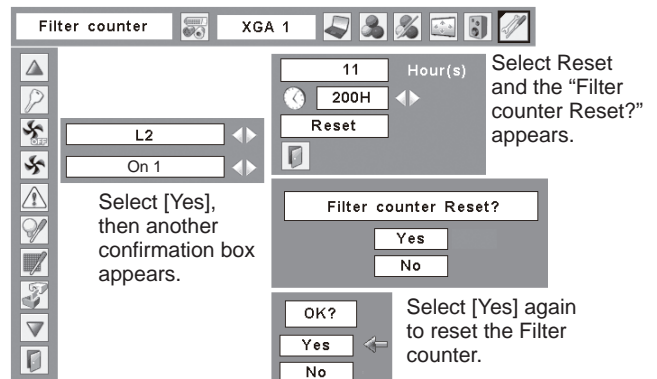 Filter counter
XGA 1
11 Hour(s)
200H
Reset
Select Reset
and the “Filter
counter Reset?”
appears.
OFF
L2
On 1
Select [Yes],
then another
confirmation box
appears.
Filter counter Reset?
Yes
No
OK?
Yes
No
Select [Yes] again
to reset the Filter
counter.